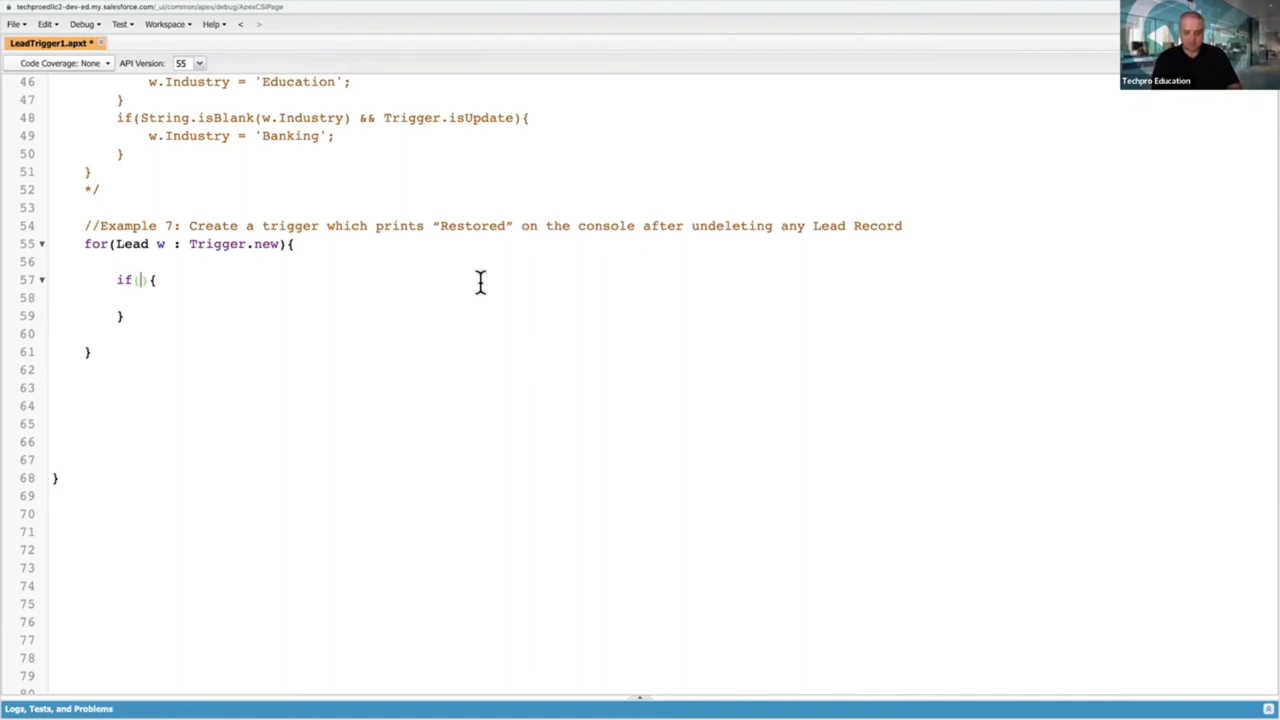 techproedllc2-dev-ed.my.salesforce.com/_ui/common/apex/debug/ApexCSIPage
File Edit Debug Test Workspace Help < >
LeadTrigger1.apxt *
Code Coverage: None API Version: 55
Techpro Education
46 w.Industry = 'Education';
47 }
48 if(String.isBlank(w.Industry) && Trigger.isUpdate){
49 w.Industry = 'Banking';
50 }
51 }
52 */
53
54 //Example 7: Create a trigger which prints “Restored” on the console after undeleting any Lead Record
55 for(Lead w : Trigger.new){
56
57 if(){
58
59 }
60
61 }
62
63
64
65
66
67
68 }
69
70
71
72
73
74
75
76
77
78
79
80
Logs, Tests, and Problems